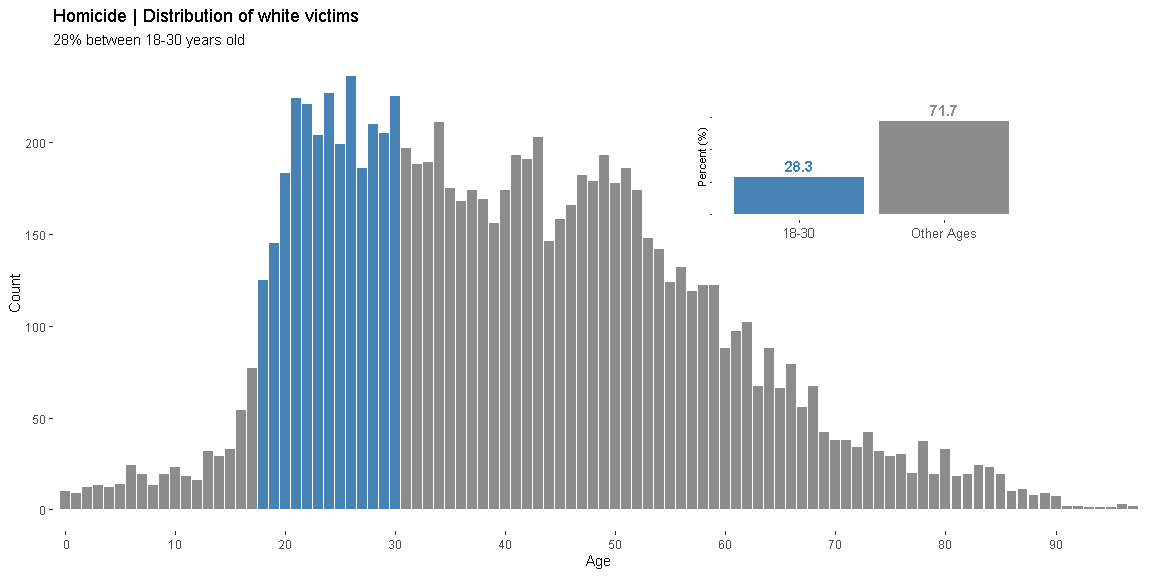 Homicide | Distribution of white victims
28% between 18-30 years old
200
150
100
50
0
Count
0 10 20 30 40 50 60 70 80 90
Age
Percent (%)
28.3
71.7
18-30 Other Ages